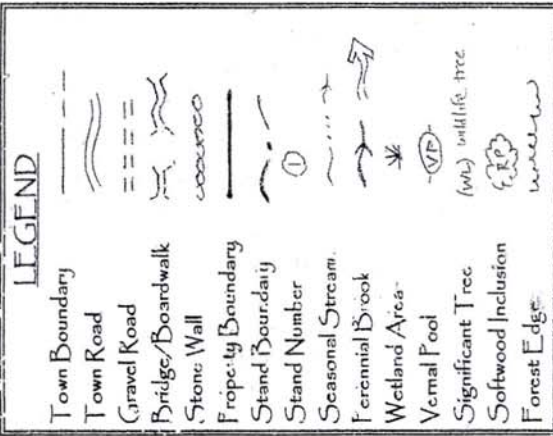 LEGEND
Town Boundary
Town Road
Gravel Road
Bridge/Boardwalk
Stone Wall
Property Boundary
Stand Boundary
Stand Number 1
Seasonal Stream
Perennial Brook
Wetland Area
Vernal Pool VP
Significant Tree (WL) wildlife tree
Softwood Inclusion RP
Forest Edge